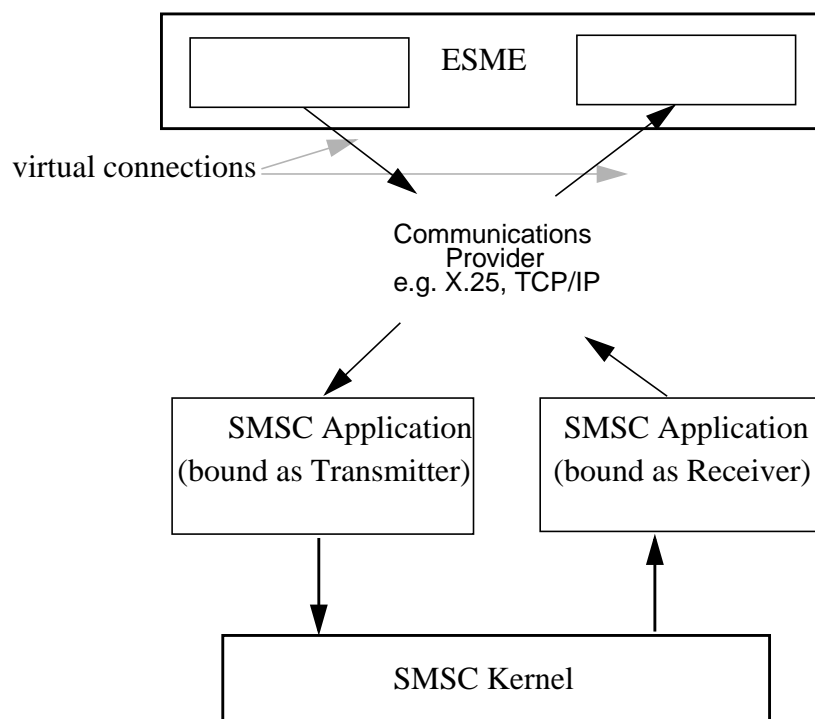 ESME
virtual connections
Communications
Provider
e.g. X.25, TCP/IP
SMSC Application
(bound as Transmitter)
SMSC Application
(bound as Receiver)
SMSC Kernel